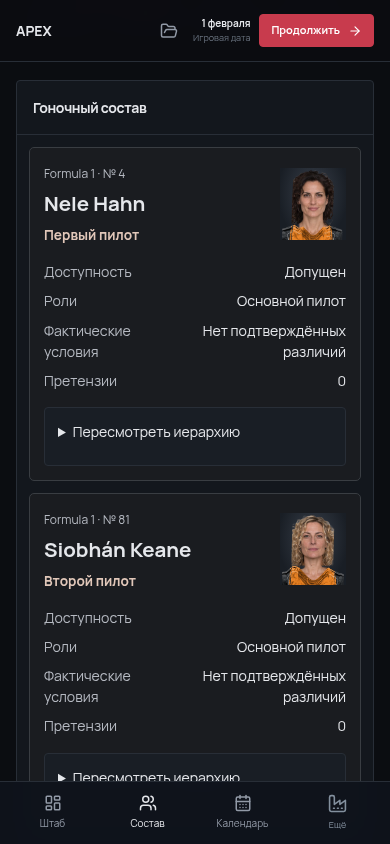 APEX
1 февраля
Игровая дата
Продолжить
Гоночный состав
Formula 1 · № 4
Nele Hahn
Первый пилот
Доступность
Допущен
Роли
Основной пилот
Фактические
условия
Нет подтверждённых
различий
Претензии
0
Пересмотреть иерархию
Formula 1 · № 81
Siobhán Keane
Второй пилот
Доступность
Допущен
Роли
Основной пилот
Фактические
условия
Нет подтверждённых
различий
Претензии
0
Пересмотреть иерархию
Штаб
Состав
Календарь
Ещё